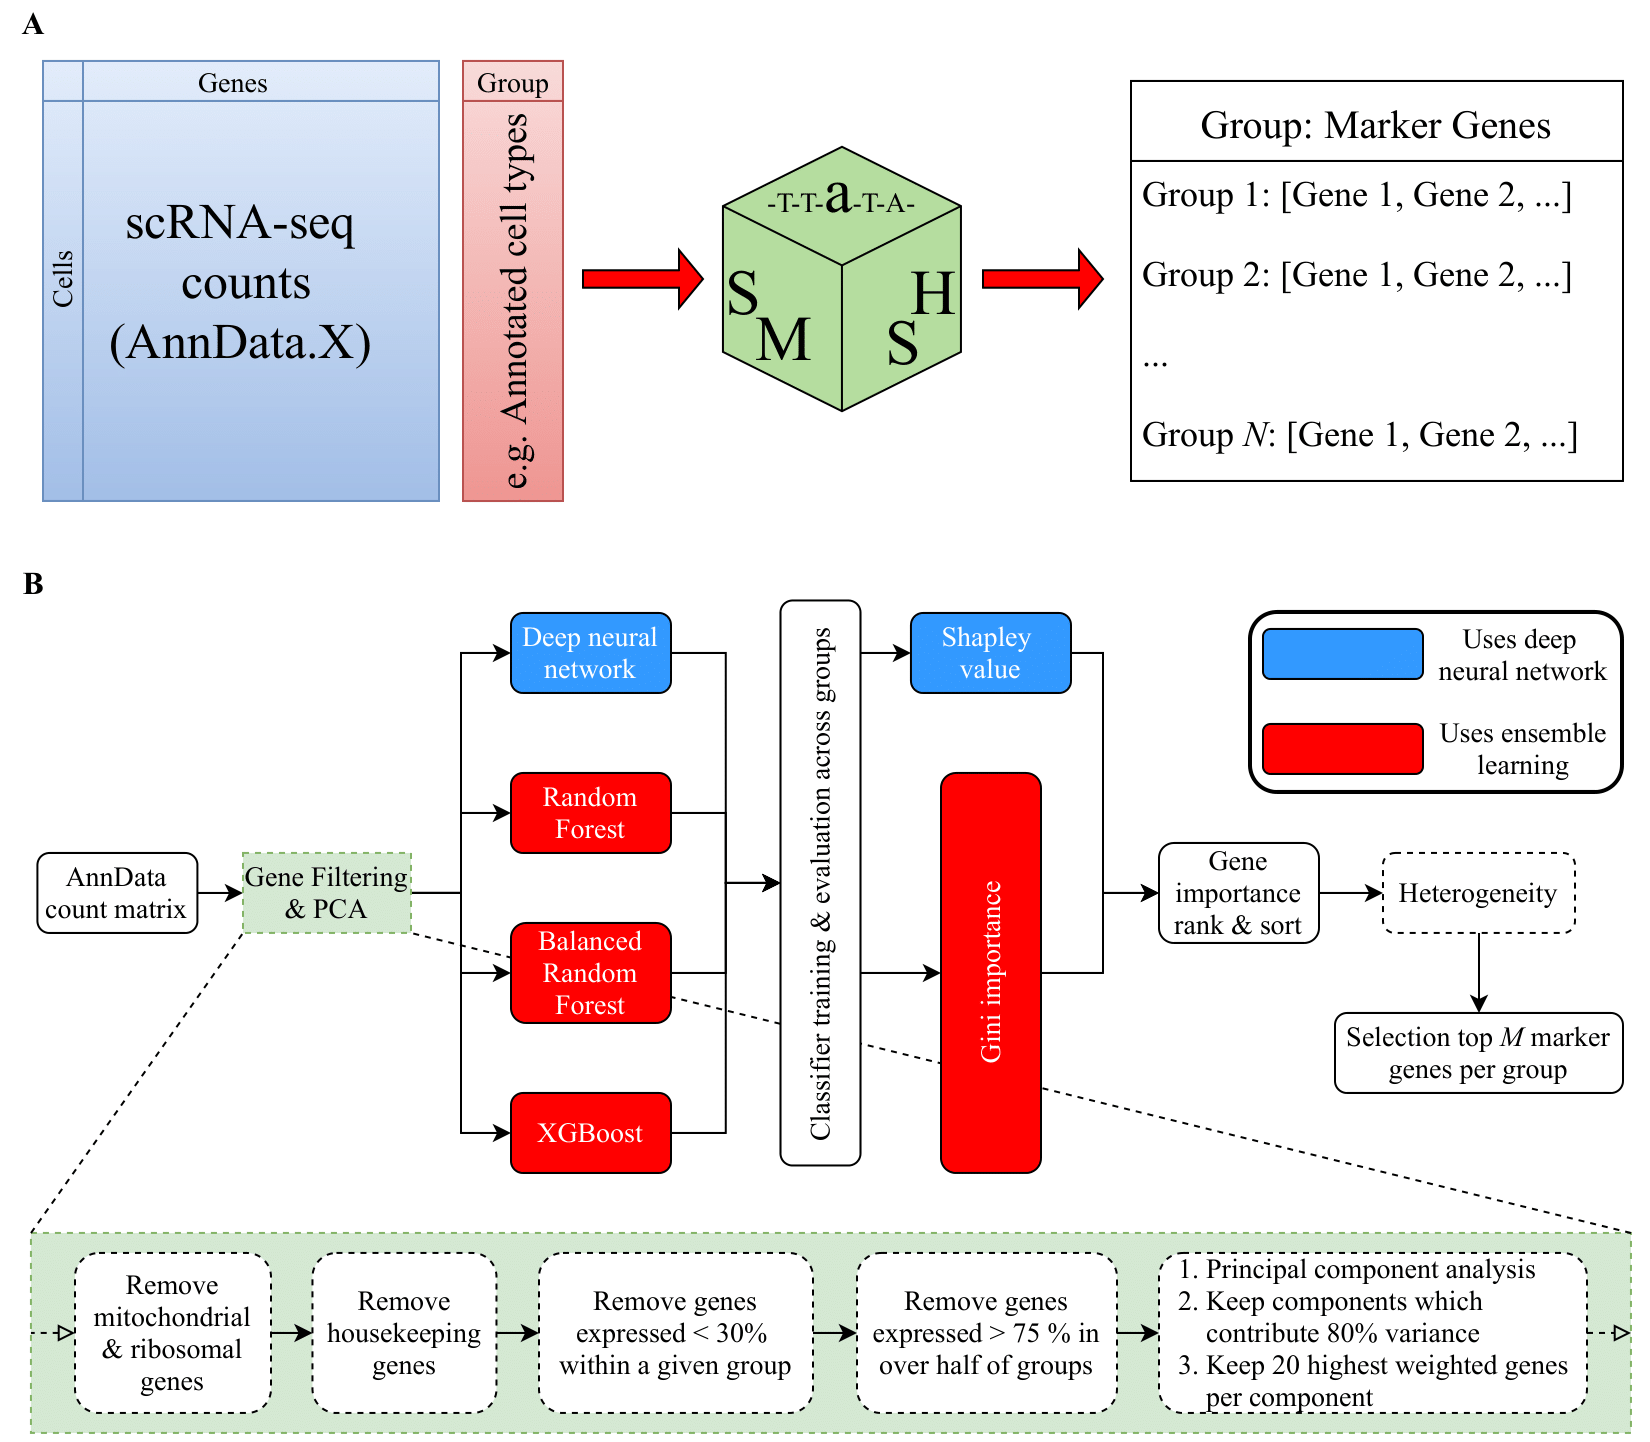 A
Genes
Cells
scRNA-seq
counts
(AnnData.X)
Group
e.g. Annotated cell types
-T-T-a-T-A-
S
M
H
S
Group: Marker Genes
Group 1: [Gene 1, Gene 2, ...]
Group 2: [Gene 1, Gene 2, ...]
...
Group N: [Gene 1, Gene 2, ...]
B
AnnData
count matrix
Gene Filtering
& PCA
Deep neural
network
Random
Forest
Balanced
Random
Forest
XGBoost
Classifier training & evaluation across groups
Shapley
value
Gini importance
Uses deep
neural network
Uses ensemble
learning
Gene
importance
rank & sort
Heterogeneity
Selection top M marker
genes per group
Remove
mitochondrial
& ribosomal
genes
Remove
housekeeping
genes
Remove genes
expressed < 30%
within a given group
Remove genes
expressed > 75 % in
over half of groups
1. Principal component analysis
2. Keep components which
contribute 80% variance
3. Keep 20 highest weighted genes
per component